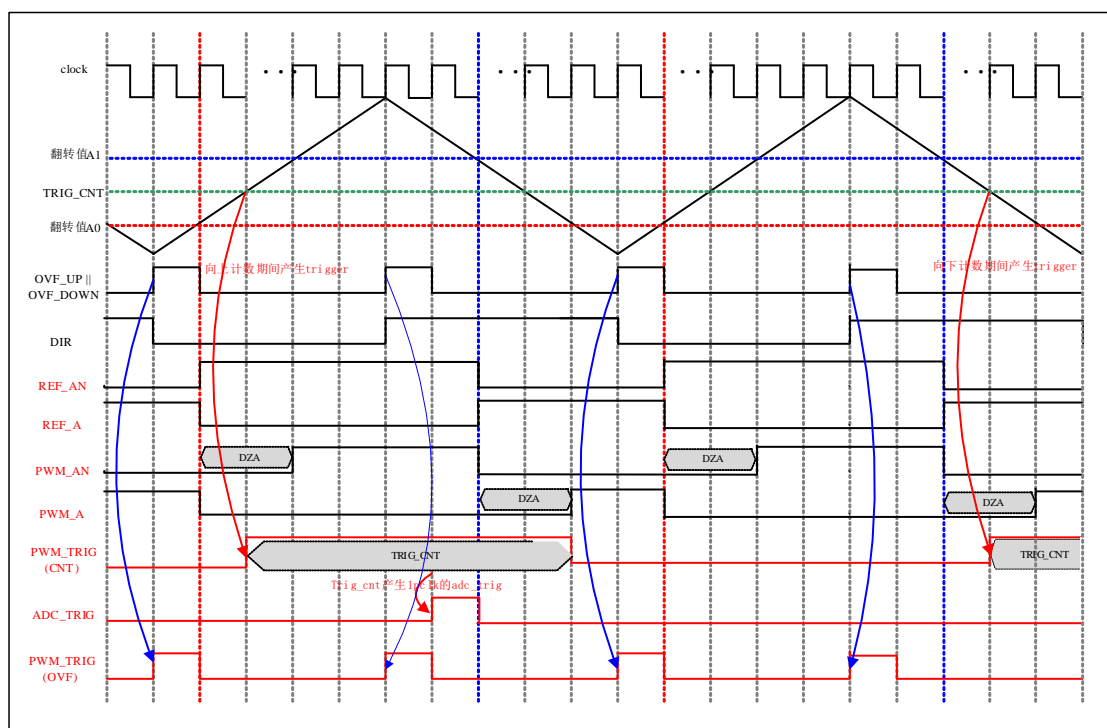 clock
· · ·
· · ·
· · ·
· · ·
翻转值A1
TRIG_CNT
翻转值A0
向上计数期间产生trigger
向下计数期间产生trigger
OVF_UP ||
OVF_DOWN
DIR
REF_AN
REF_A
DZA
DZA
PWM_AN
DZA
DZA
PWM_A
PWM_TRIG
(CNT)
TRIG_CNT
TRIG_CNT
Trig_cnt产生1pclk的adc_trig
ADC_TRIG
PWM_TRIG
(OVF)